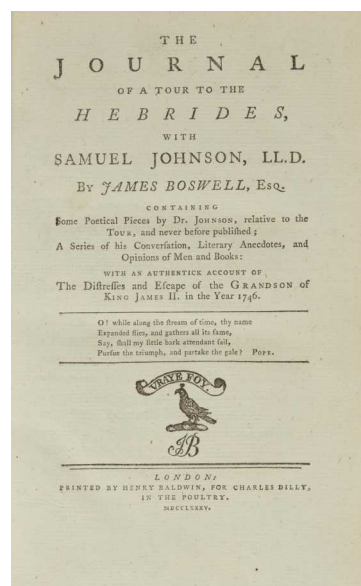 THE
JOURNAL
OF A TOUR TO THE
HEBRIDES,
WITH
SAMUEL JOHNSON, LL.D.
By JAMES BOSWELL, Esq.
CONTAINING
Some Poetical Pieces by Dr. JOHNSON, relative to the
TOUR, and never before publiſhed;
A Series of his Converſation, Literary Anecdotes, and
Opinions of Men and Books:
WITH AN AUTHENTICK ACCOUNT OF
The Diſtreſſes and Eſcape of the GRANDSON of
KING JAMES II. in the Year 1746.
O! while along the ſtream of time, thy name
Expanded flies, and gathers all its fame,
Say, ſhall my little bark attendant ſail,
Purſue the triumph, and partake the gale? POPE.
VRAYE FOY.
JB
LONDON:
PRINTED BY HENRY BALDWIN, FOR CHARLES DILLY,
IN THE POULTRY.
MDCCLXXXV.